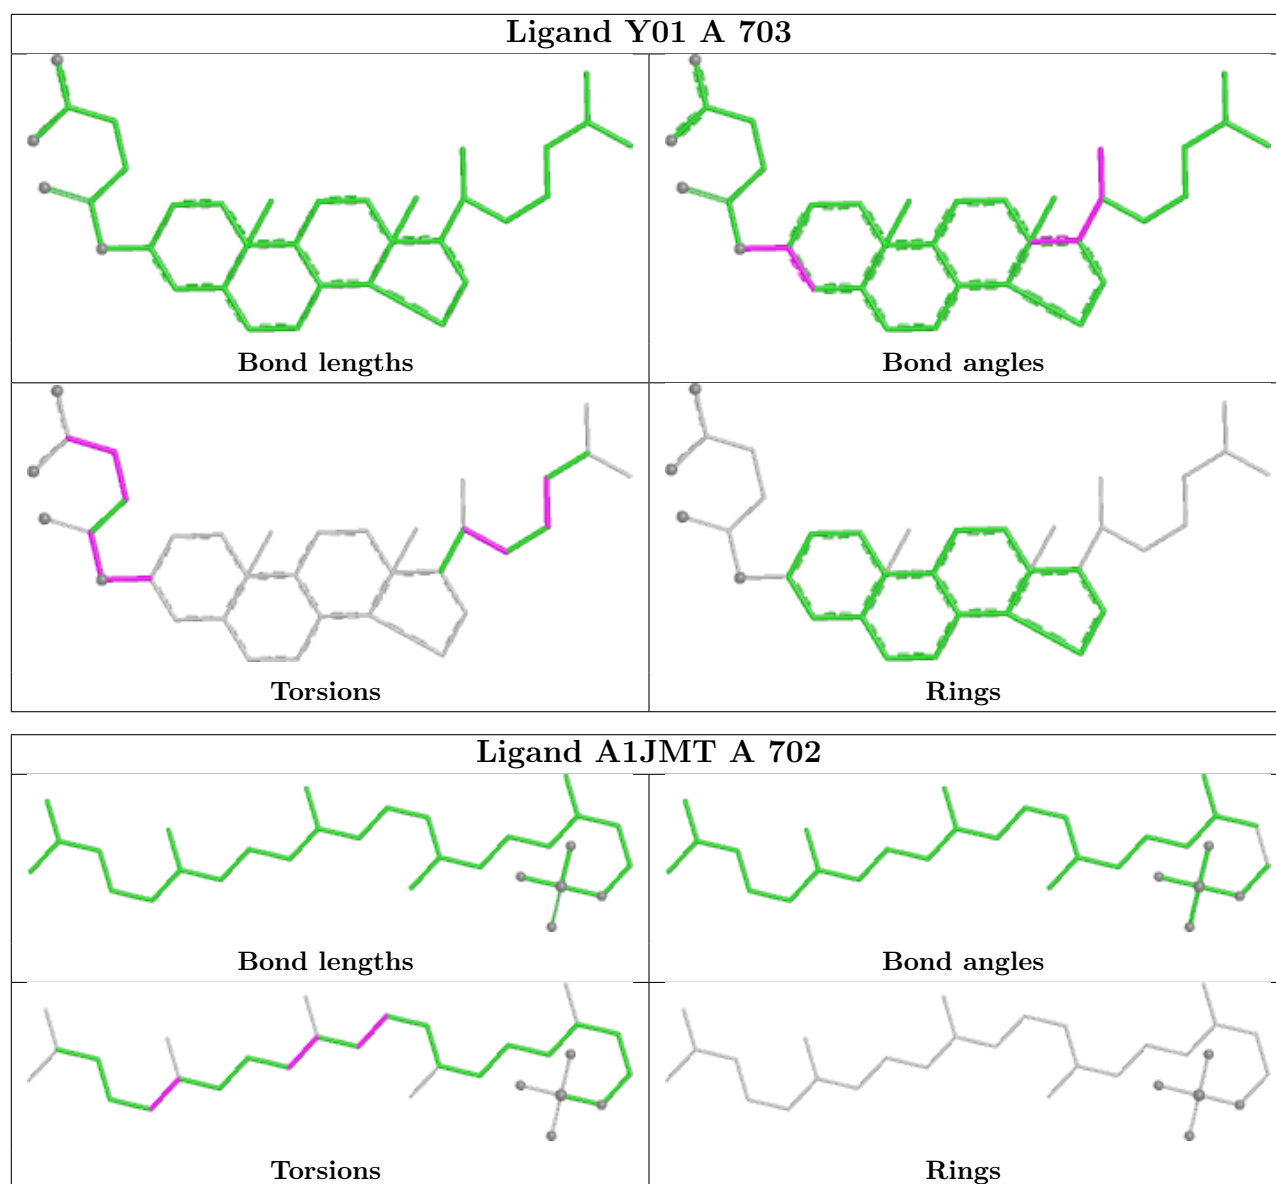 Ligand Y01 A 703
Bond lengths
Bond angles
Torsions
Rings
Ligand A1JMT A 702
Bond lengths
Bond angles
Torsions
Rings